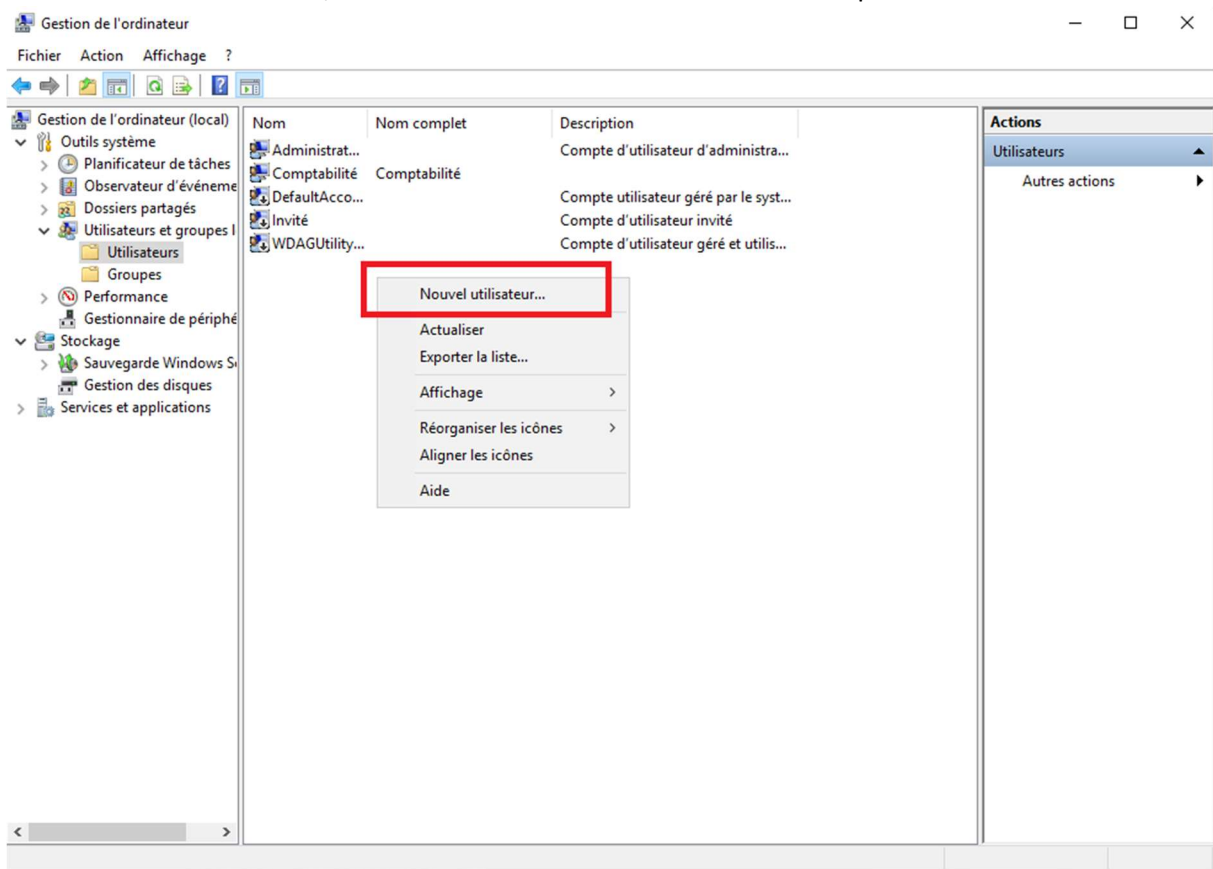 Gestion de l'ordinateur
Fichier Action Affichage ?
Gestion de l'ordinateur (local)
Outils système
Planificateur de tâches
Observateur d'événeme
Dossiers partagés
Utilisateurs et groupes l
Utilisateurs
Groupes
Performance
Gestionnaire de périphé
Stockage
Sauvegarde Windows Se
Gestion des disques
Services et applications
Nom Nom complet Description
Administrat... Compte d'utilisateur d'administra...
Comptabilité Comptabilité
DefaultAcco... Compte utilisateur géré par le syst...
Invité Compte d'utilisateur invité
WDAGUtility... Compte d'utilisateur géré et utilis...
Nouvel utilisateur...
Actualiser
Exporter la liste...
Affichage
Réorganiser les icônes
Aligner les icônes
Aide
Actions
Utilisateurs
Autres actions